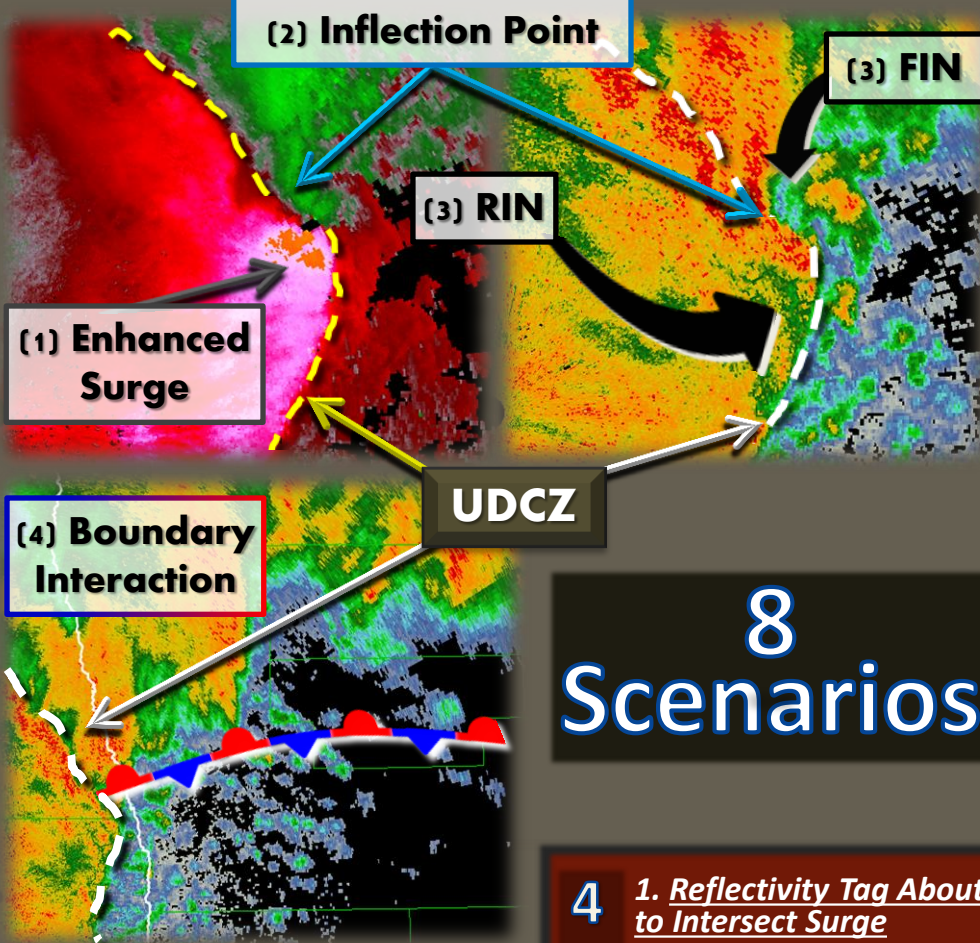 (2) Inflection Point
(3) FIN
(3) RIN
(1) Enhanced
Surge
UDCZ
(4) Boundary
Interaction
8
Scenarios
4
1. Reflectivity Tag About
to Intersect Surge